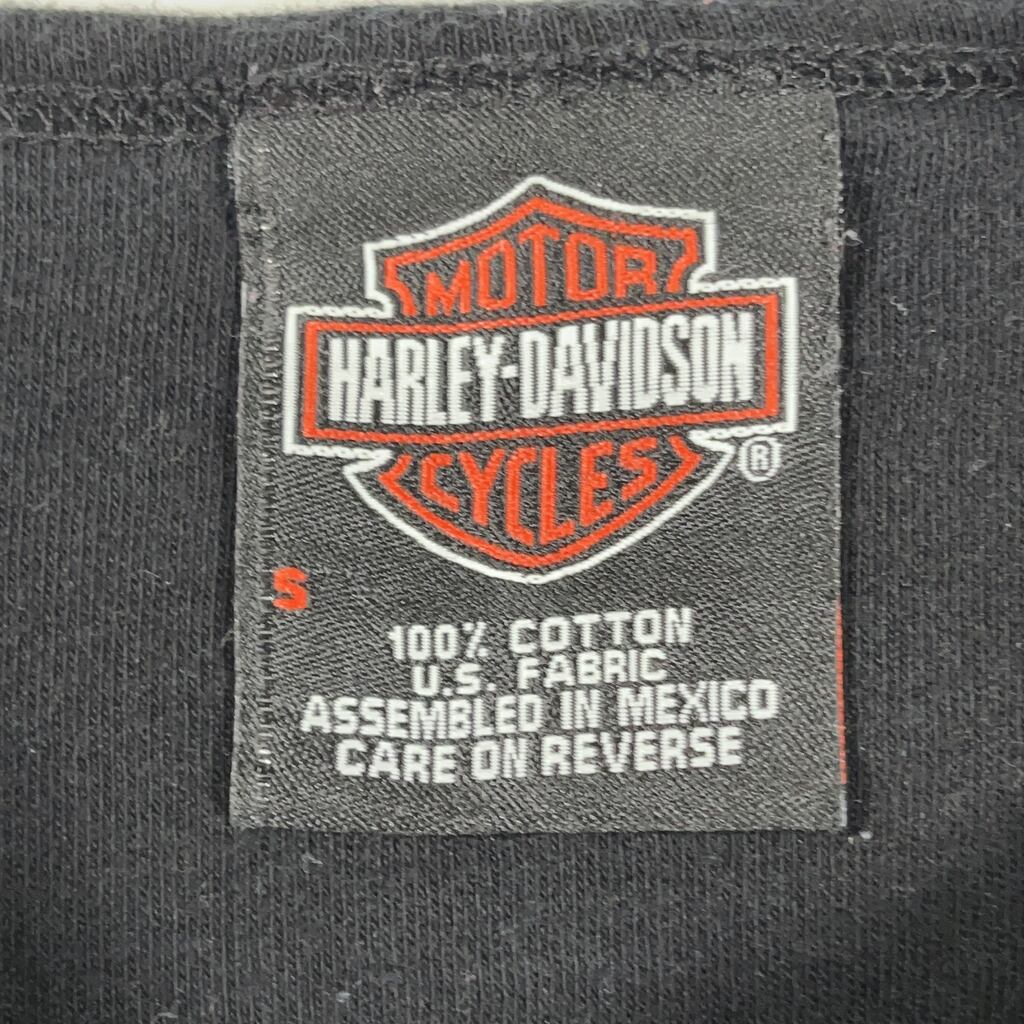 MOTOR
HARLEY-DAVIDSON
CYCLES
®
S
100% COTTON
U.S. FABRIC
ASSEMBLED IN MEXICO
CARE ON REVERSE